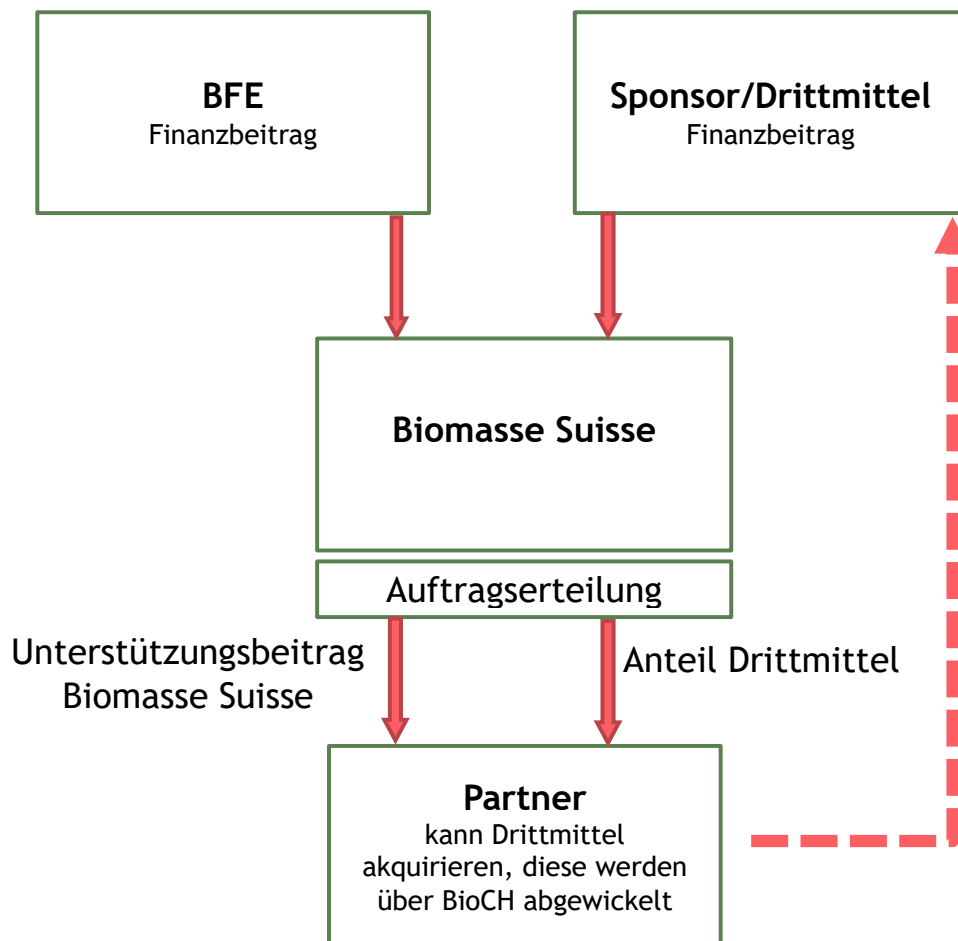 BFE
Finanzbeitrag
Sponsor/Drittmittel
Finanzbeitrag
Biomasse Suisse
Auftragserteilung
Unterstützungsbeitrag
Biomasse Suisse
Anteil Drittmittel
Partner
kann Drittmittel
akquirieren, diese werden
über BioCH abgewickelt